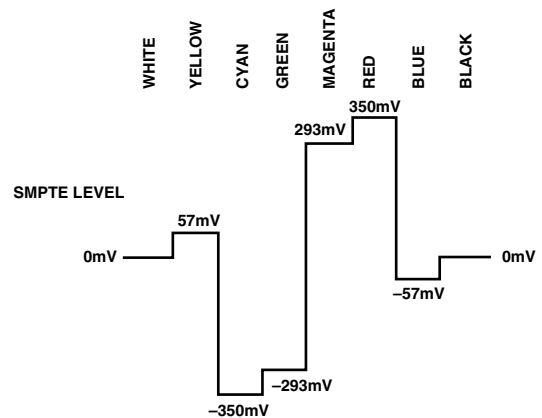 WHITE
YELLOW
CYAN
GREEN
MAGENTA
RED
BLUE
BLACK
350mV
293mV
SMPTE LEVEL
57mV
0mV
0mV
–57mV
–293mV
–350mV